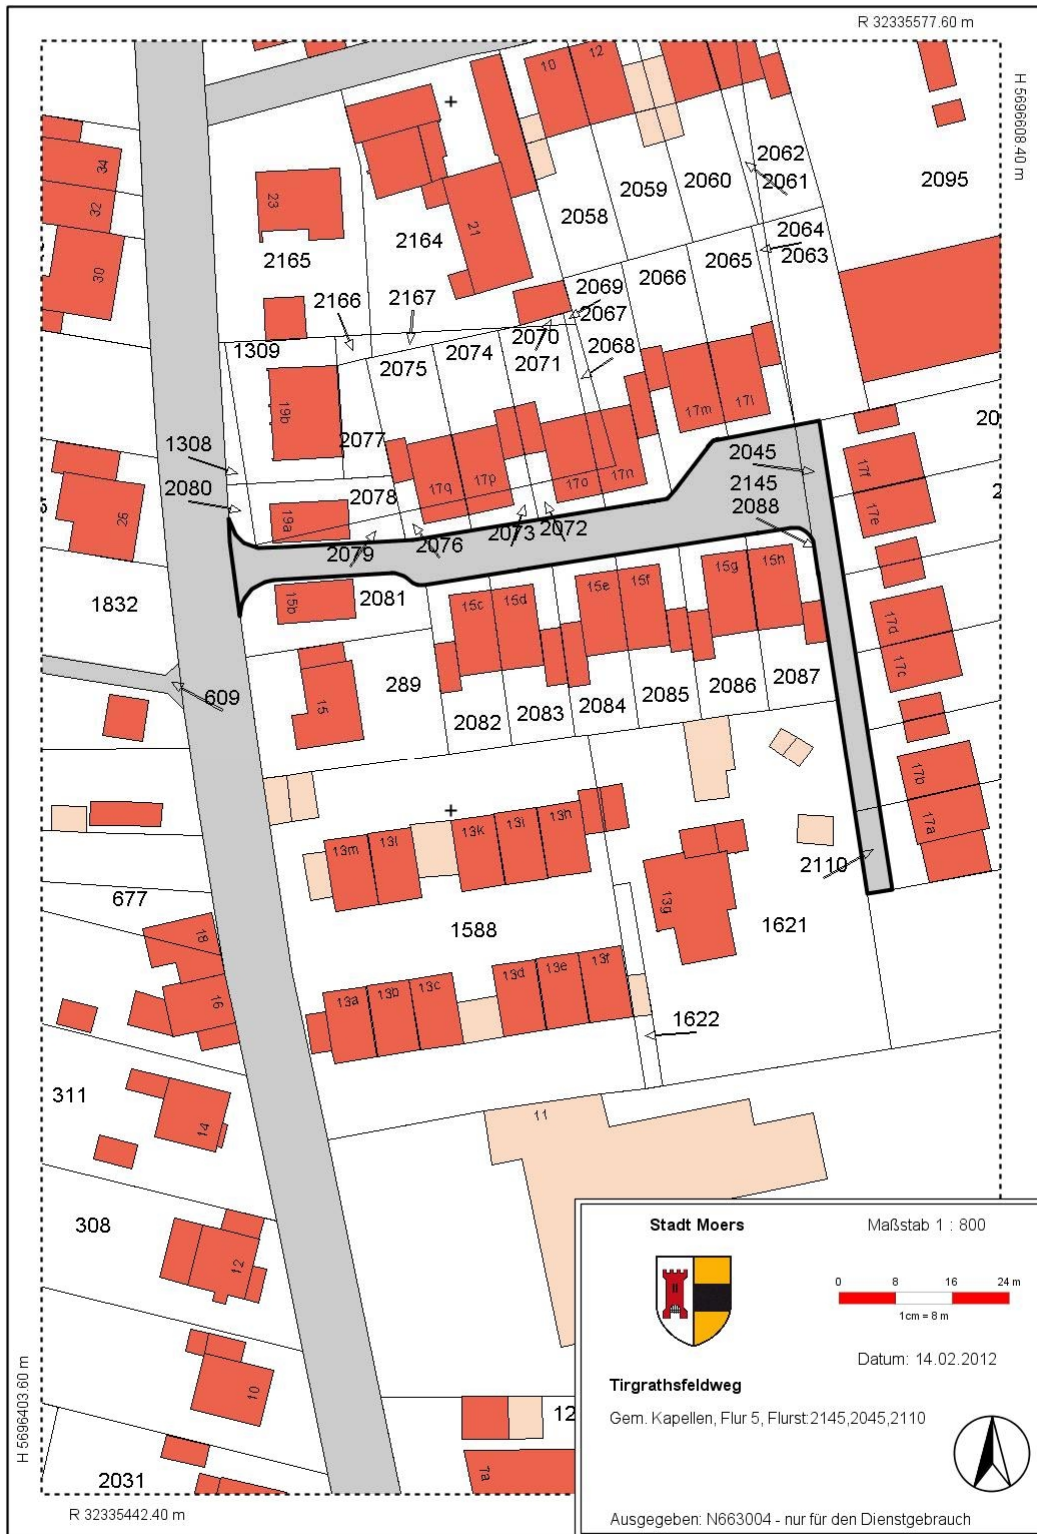 R 32335577.60 m
H 5696608.40 m
10
12
34
32
30
23
21
2165
2164
2058
2059
2060
2062
2061
2095
2064
2063
2065
2066
2166
2167
2069
2067
2070
2071
2068
1309
2075
2074
19b
2077
17m
17l
1308
2080
2078
17q
17p
17o
17n
2045
2145
2088
17f
17e
20
2
26
19a
2079
2076
2073
2072
1832
15b
2081
15c
15d
15e
15f
15g
15h
17d
17c
609
15
289
2082
2083
2084
2085
2086
2087
17b
17a
13m
13l
13k
13i
13h
2110
677
18
16
1588
13g
1621
13a
13b
13c
13d
13e
13f
1622
311
14
11
308
12
10
12
7a
2031
H 5696403.60 m
R 32335442.40 m
Stadt Moers
Maßstab 1 : 800
0 8 16 24 m
1cm = 8 m
Datum: 14.02.2012
Tirgrathsfeldweg
Gem. Kapellen, Flur 5, Flurst:2145,2045,2110
Ausgegeben: N663004 - nur für den Dienstgebrauch